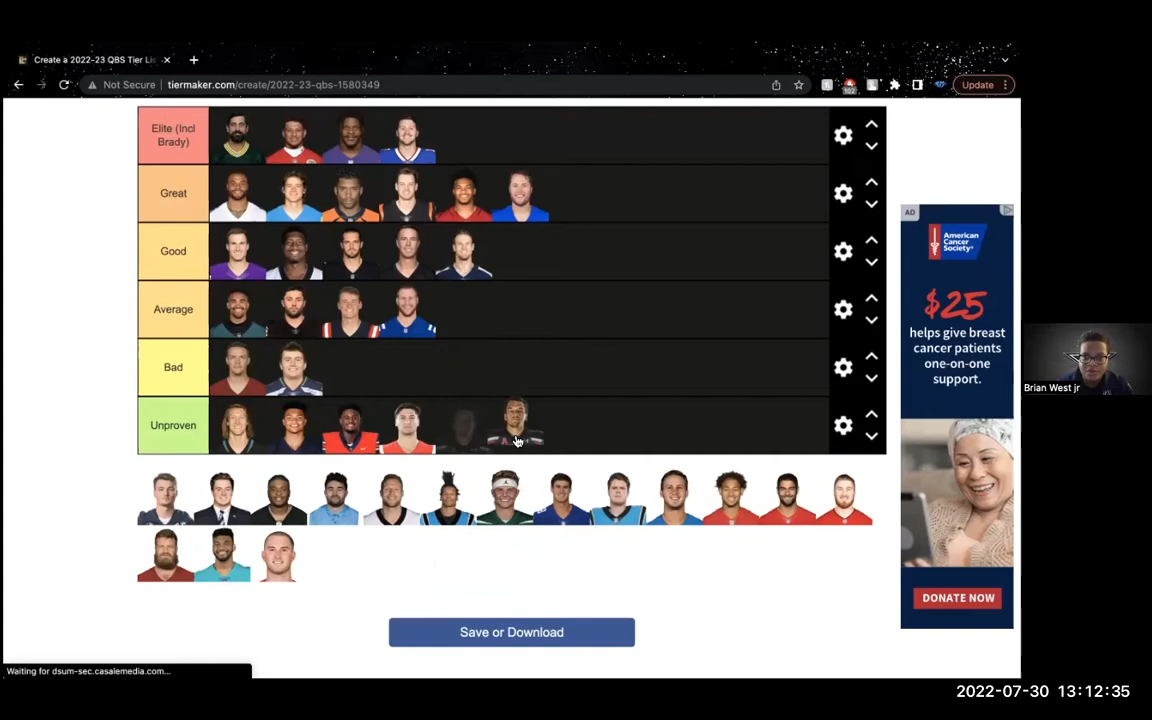 Create a 2022-23 QBS Tier Lis
Not Secure
tiermaker.com/create/2022-23-qbs-1580349
102
Update
Elite (Incl
Brady)
Great
Good
Average
Bad
Unproven
AD
American
Cancer
Society
$25
helps give breast
cancer patients
one-on-one
support.
DONATE NOW
Brian West jr
Save or Download
Waiting for dsum-sec.casalemedia.com...
2022-07-30 13:12:35